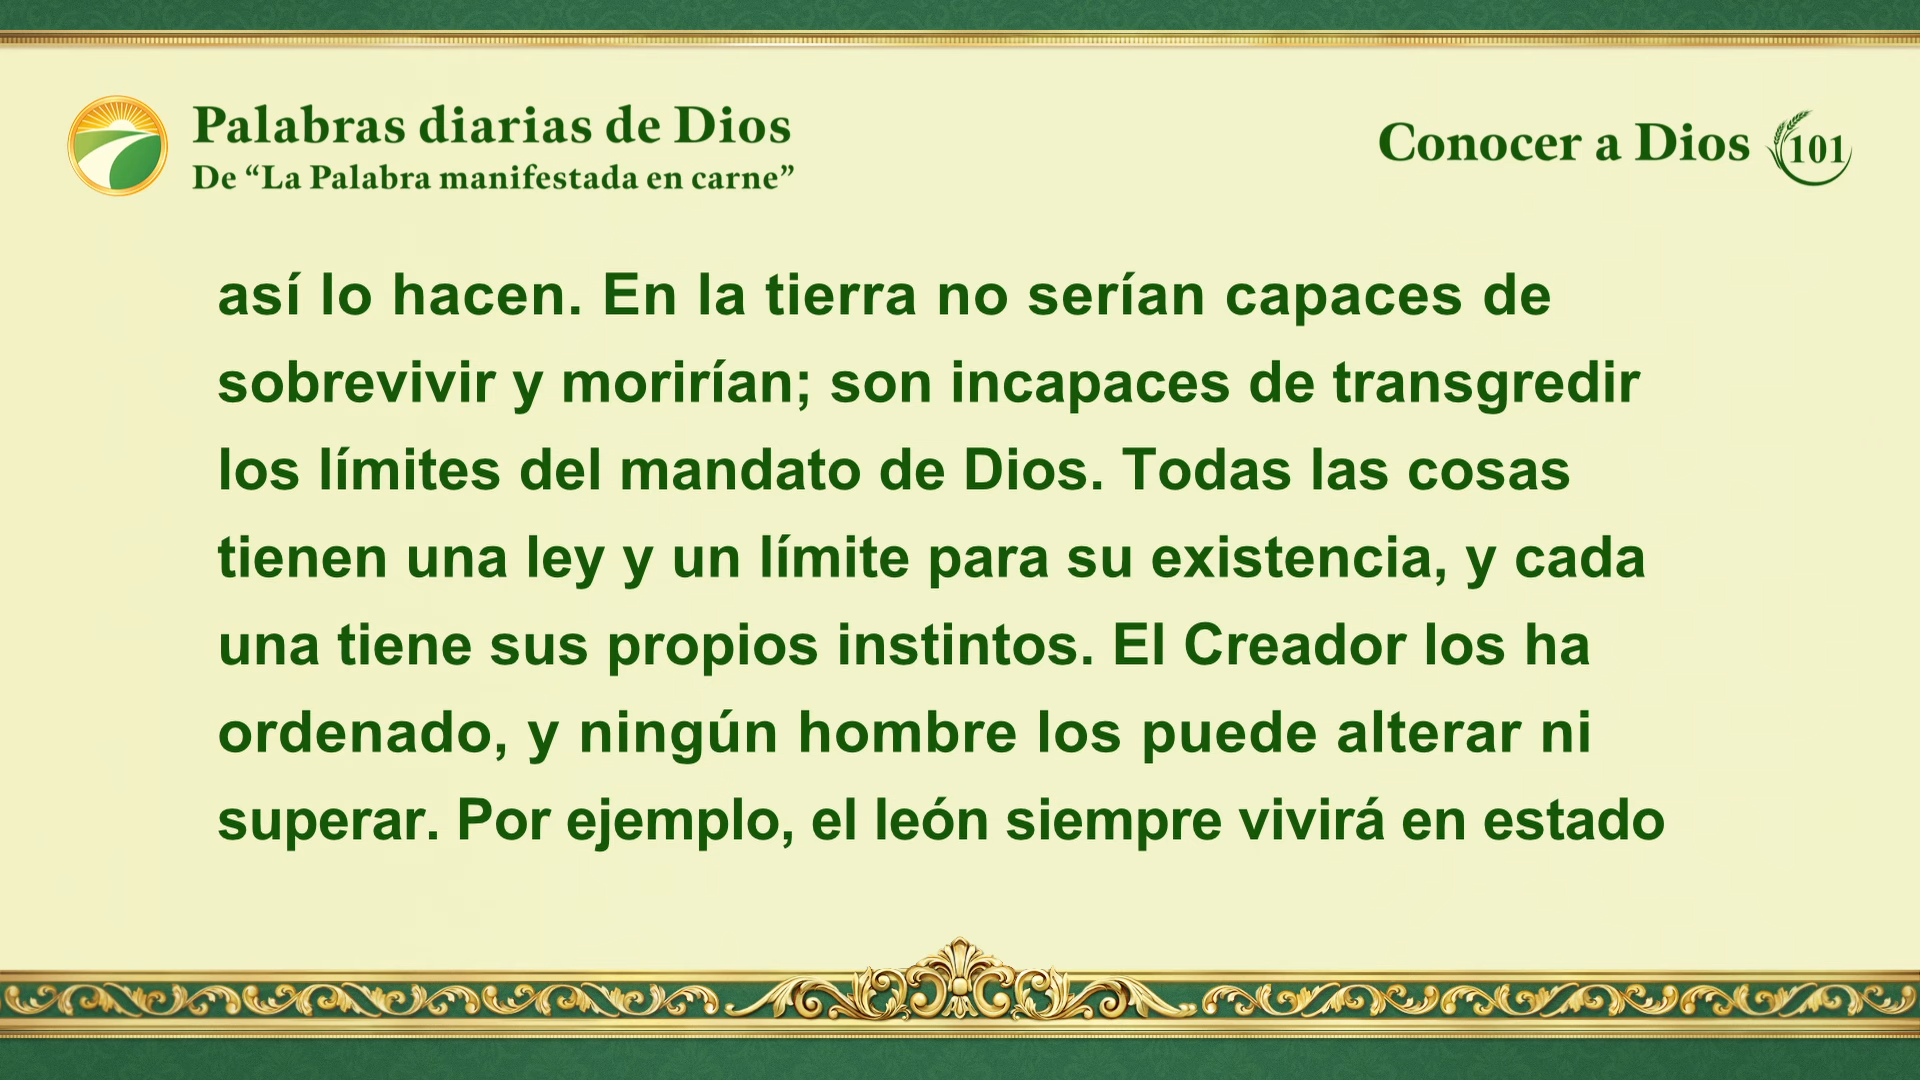 Palabras diarias de Dios
De “La Palabra manifestada en carne”
Conocer a Dios 101
así lo hacen. En la tierra no serían capaces de
sobrevivir y morirían; son incapaces de transgredir
los límites del mandato de Dios. Todas las cosas
tienen una ley y un límite para su existencia, y cada
una tiene sus propios instintos. El Creador los ha
ordenado, y ningún hombre los puede alterar ni
superar. Por ejemplo, el león siempre vivirá en estado